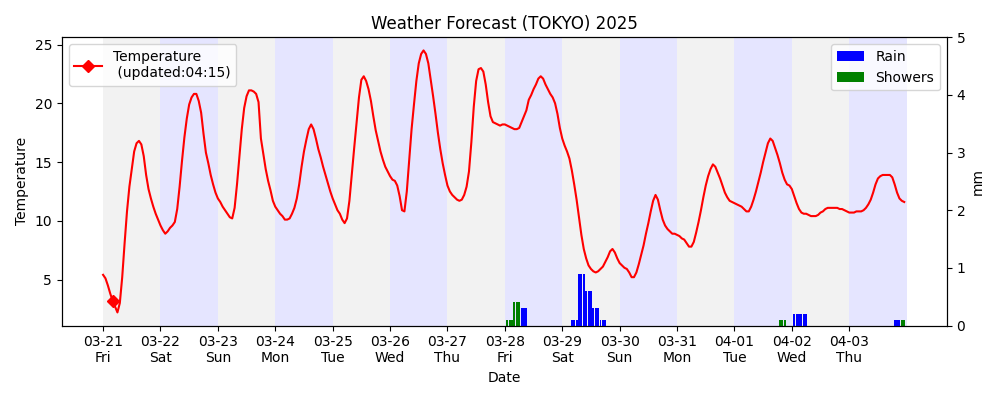 Weather Forecast (TOKYO) 2025
Temperature
(updated:04:15)
Rain
Showers
25
20
15
10
5
Temperature
5
4
3
2
1
0
mm
03-21 03-22 03-23 03-24 03-25 03-26 03-27 03-28 03-29 03-30 03-31 04-01 04-02 04-03
Fri Sat Sun Mon Tue Wed Thu Fri Sat Sun Mon Tue Wed Thu
Date